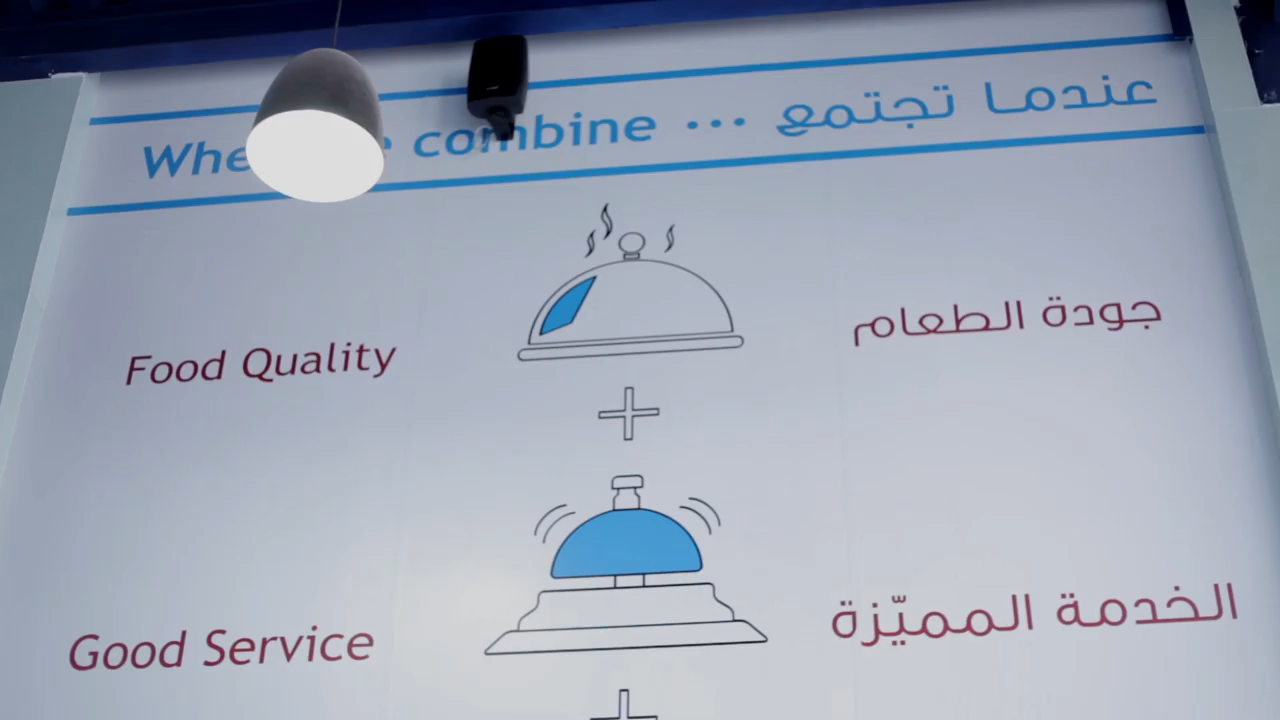 combine ... عندما تجتمع
Food Quality
جودة الطعام
Good Service
الخدمة المميّزة